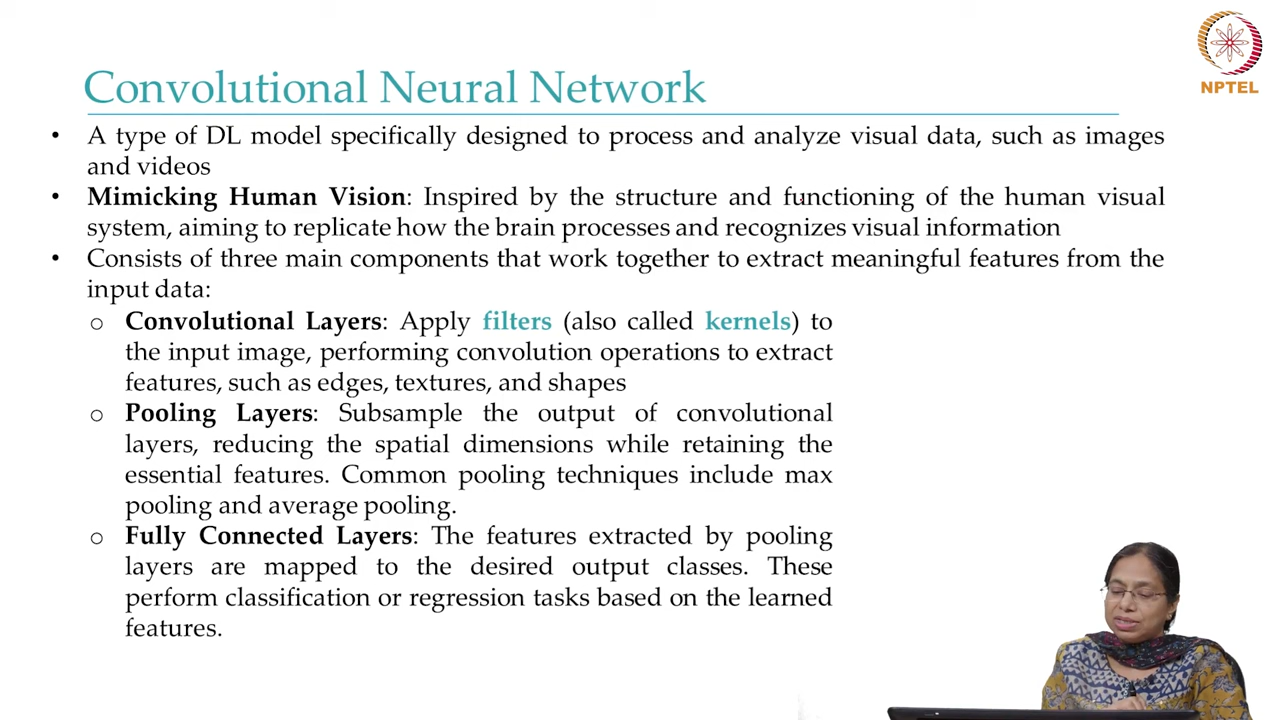 NPTEL
Convolutional Neural Network
• A type of DL model specifically designed to process and analyze visual data, such as images
and videos
• Mimicking Human Vision: Inspired by the structure and functioning of the human visual
system, aiming to replicate how the brain processes and recognizes visual information
• Consists of three main components that work together to extract meaningful features from the
input data:
o Convolutional Layers: Apply filters (also called kernels) to
the input image, performing convolution operations to extract
features, such as edges, textures, and shapes
o Pooling Layers: Subsample the output of convolutional
layers, reducing the spatial dimensions while retaining the
essential features. Common pooling techniques include max
pooling and average pooling.
o Fully Connected Layers: The features extracted by pooling
layers are mapped to the desired output classes. These
perform classification or regression tasks based on the learned
features.